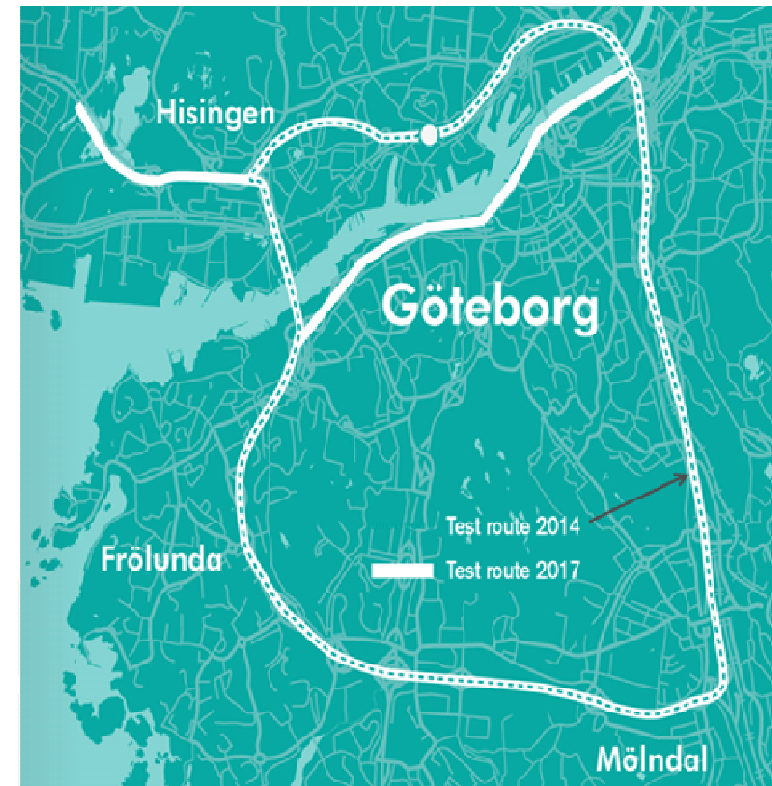 Hisingen
Göteborg
Test route 2014
Frölunda
Test route 2017
Mölndal